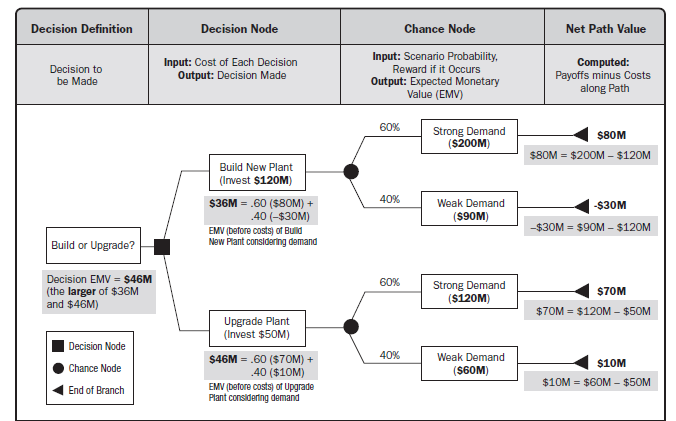 Decision Definition
Decision Node
Chance Node
Net Path Value
Decision to
be Made
Input: Cost of Each Decision
Output: Decision Made
Input: Scenario Probability,
Reward if it Occurs
Output: Expected Monetary
Value (EMV)
Computed:
Payoffs minus Costs
along Path
Build or Upgrade?
Decision EMV = $46M
(the larger of $36M
and $46M)
Build New Plant
(Invest $120M)
$36M = .60 ($80M) +
.40 (–$30M)
EMV (before costs) of Build
New Plant considering demand
60%
Strong Demand
($200M)
$80M
$80M = $200M – $120M
40%
Weak Demand
($90M)
-$30M
–$30M = $90M – $120M
Upgrade Plant
(Invest $50M)
$46M = .60 ($70M) +
.40 ($10M)
EMV (before costs) of Upgrade
Plant considering demand
60%
Strong Demand
($120M)
$70M
$70M = $120M – $50M
40%
Weak Demand
($60M)
$10M
$10M = $60M – $50M
Decision Node
Chance Node
End of Branch